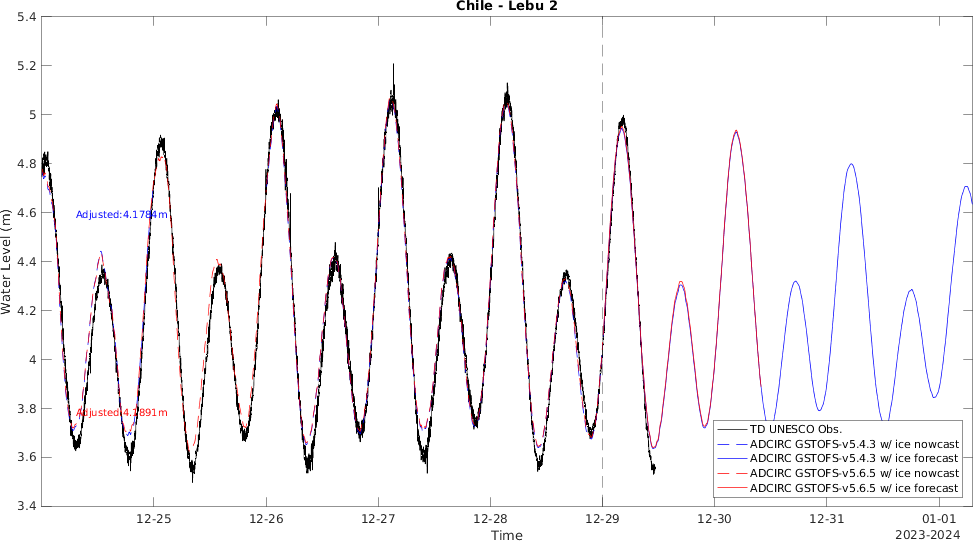 Chile - Lebu 2
5.4
5.2
5
4.8
4.6
4.4
4.2
4
3.8
3.6
3.4
Water Level (m)
Adjusted:4.1784m
Adjusted:4.1891m
TD UNESCO Obs.
ADCIRC GSTOFS-v5.4.3 w/ ice nowcast
ADCIRC GSTOFS-v5.4.3 w/ ice forecast
ADCIRC GSTOFS-v5.6.5 w/ ice nowcast
ADCIRC GSTOFS-v5.6.5 w/ ice forecast
12-25 12-26 12-27 12-28 12-29 12-30 12-31 01-01
Time
2023-2024